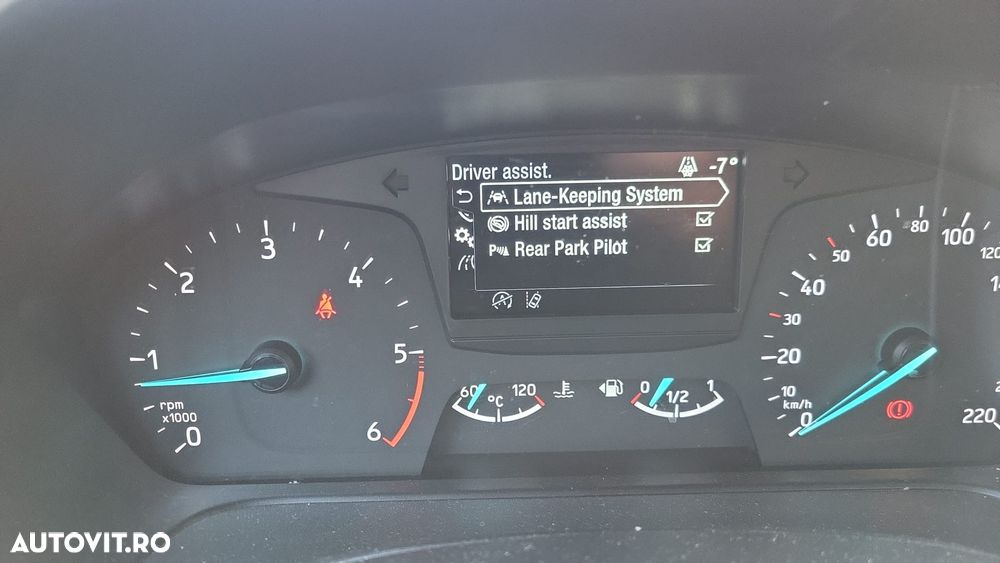 Driver assist.
-7°
Lane-Keeping System
Hill start assist
P Rear Park Pilot
0
1
2
3
4
5
6
rpm
x1000
60
120
°C
0
1/2
1
0
10
20
30
40
50
60
80
100
120
220
km/h
AUTOVIT.RO